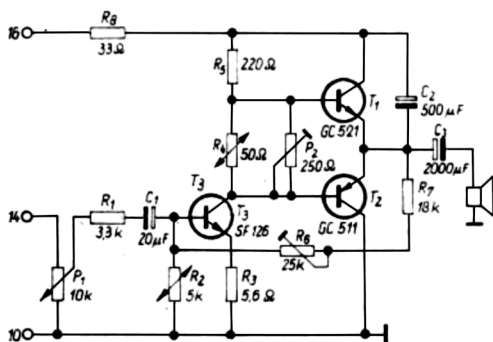 16
R8
33Ω
R5
220Ω
T1
GC 521
C2
500µF
C3
2000µF
R4
50Ω
P2
250Ω
14
R1
3,3k
C1
20µF
T3
T3
SF 126
T2
GC 511
R7
18k
R6
25k
P1
10k
R2
5k
R3
5,6Ω
10